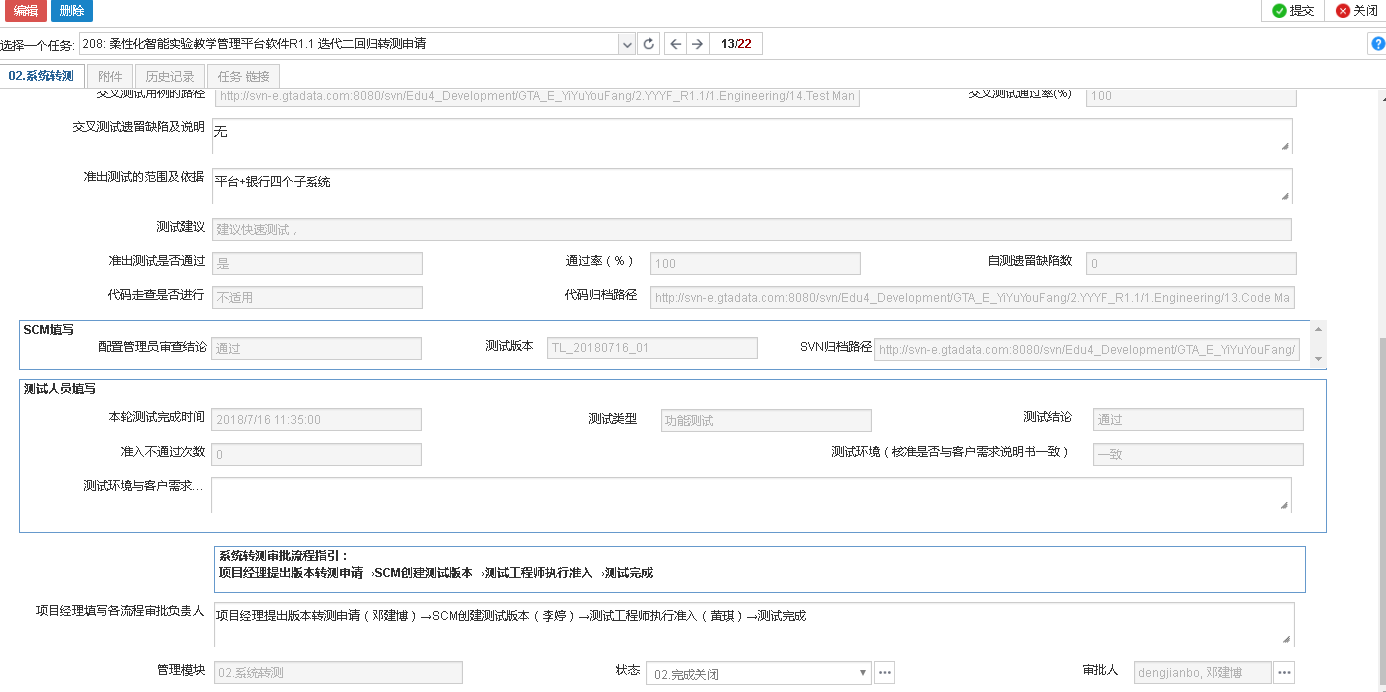 编辑 删除 提交 关闭
选择一个任务: 208: 柔性化智能实验教学管理平台软件R1.1 迭代二回归转测申请 13/22
02.系统转测 附件 历史记录 任务 链接
交叉测试用例的路径 http://svn-e.gtadata.com:8080/svn/Edu4_Development/GTA_E_YiYuYouFang/2.YYYF_R1.1/1.Engineering/14.Test Man 交叉测试通过率(%) 100
交叉测试遗留缺陷及说明 无
准出测试的范围及依据 平台+银行四个子系统
测试建议 建议快速测试，
准出测试是否通过 是 通过率（%） 100 自测遗留缺陷数 0
代码走查是否进行 不适用 代码归档路径 http://svn-e.gtadata.com:8080/svn/Edu4_Development/GTA_E_YiYuYouFang/2.YYYF_R1.1/1.Engineering/13.Code Ma
SCM填写
配置管理员审查结论 通过 测试版本 TL_20180716_01 SVN归档路径 http://svn-e.gtadata.com:8080/svn/Edu4_Development/GTA_E_YiYuYouFang/
测试人员填写
本轮测试完成时间 2018/7/16 11:35:00 测试类型 功能测试 测试结论 通过
准入不通过次数 0 测试环境（核准是否与客户需求说明书一致） 一致
测试环境与客户需求...
系统转测审批流程指引：
项目经理提出版本转测申请 →SCM创建测试版本 →测试工程师执行准入 →测试完成
项目经理填写各流程审批负责人 项目经理提出版本转测申请（邓建博）→SCM创建测试版本（李婷）→测试工程师执行准入（黄琪）→测试完成
管理模块 02.系统转测 状态 02.完成关闭 审批人 dengjianbo, 邓建博